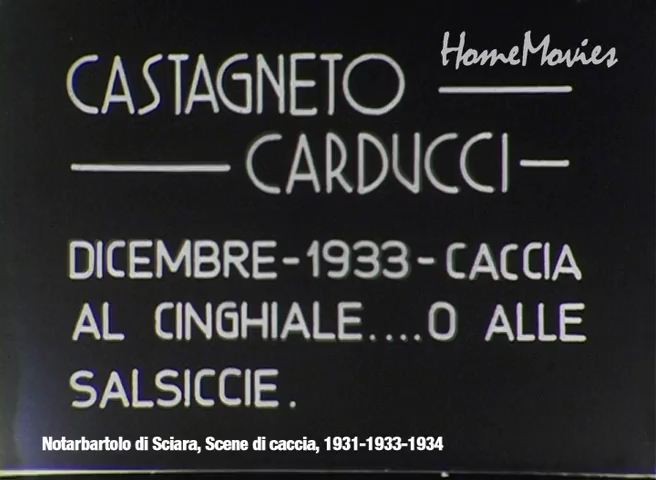 HomeMovies
CASTAGNETO
CARDUCCI
DICEMBRE-1933-CACCIA
AL CINGHIALE....O ALLE
SALSICCIE.
Notarbartolo di Sciara, Scene di caccia, 1931-1933-1934